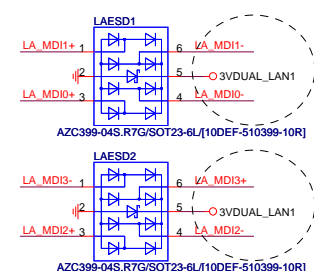 LAESD1
LA_MDI1+ 1 6 LA_MDI1-
2 5 3VDUAL_LAN1
LA_MDI0+ 3 4 LA_MDI0-
AZC399-04S.R7G/SOT23-6L/[10DEF-510399-10R]
LAESD2
LA_MDI3- 1 6 LA_MDI3+
2 5 3VDUAL_LAN1
LA_MDI2+ 3 4 LA_MDI2-
AZC399-04S.R7G/SOT23-6L/[10DEF-510399-10R]